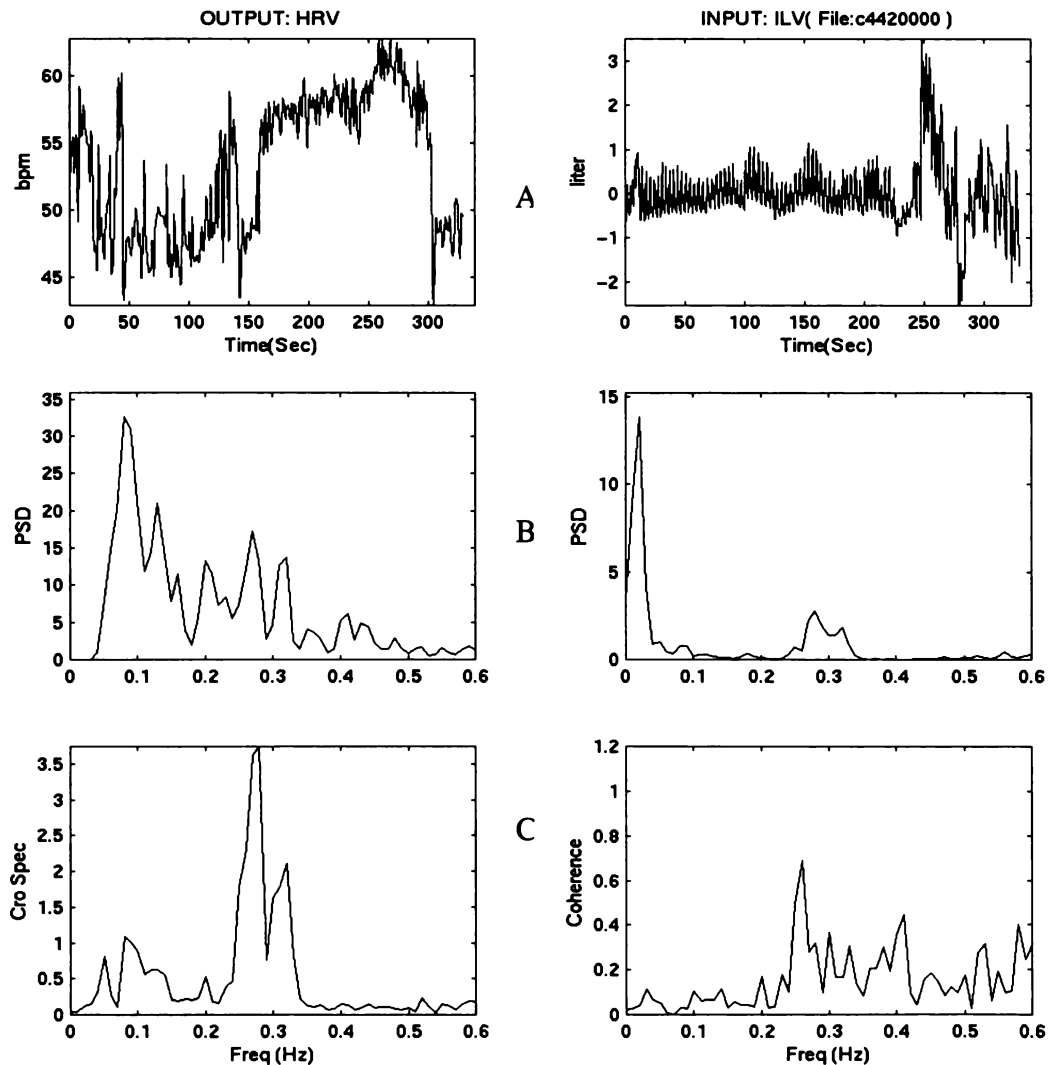 OUTPUT: HRV
INPUT: ILV( File:c4420000 )
60
55
50
45
bpm
0 50 100 150 200 250 300
Time(Sec)
A
3
2
1
0
-1
-2
liter
0 50 100 150 200 250 300
Time(Sec)
35
30
25
20
15
10
5
0
PSD
0.1 0.2 0.3 0.4 0.5 0.6
B
15
10
5
0
PSD
0.1 0.2 0.3 0.4 0.5 0.6
3.5
3
2.5
2
1.5
1
0.5
0
Cro Spec
0 0.1 0.2 0.3 0.4 0.5 0.6
Freq (Hz)
C
1.2
1
0.8
0.6
0.4
0.2
0
Coherence
0 0.1 0.2 0.3 0.4 0.5 0.6
Freq (Hz)